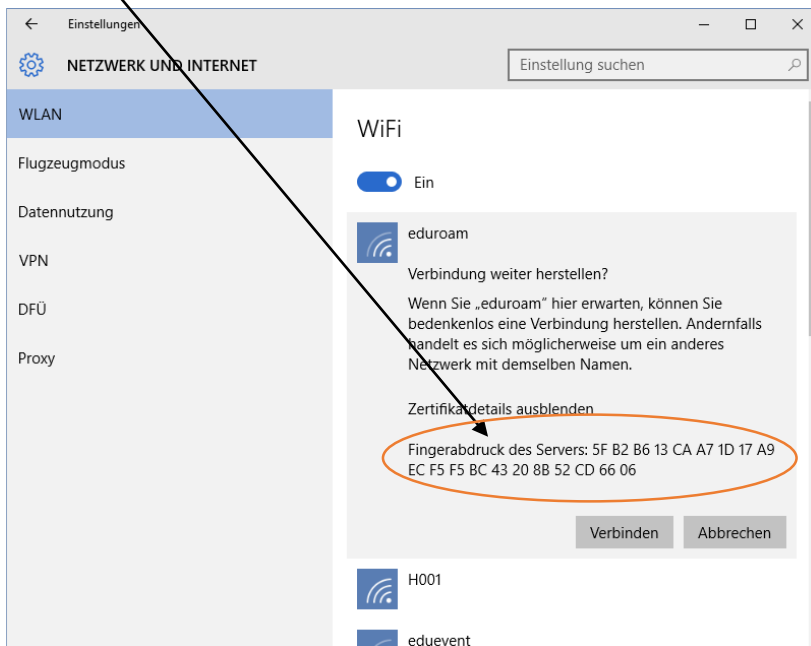 Einstellungen
NETZWERK UND INTERNET
Einstellung suchen
WLAN
Flugzeugmodus
Datennutzung
VPN
DFÜ
Proxy
WiFi
Ein
eduroam
Verbindung weiter herstellen?
Wenn Sie „eduroam“ hier erwarten, können Sie
bedenkenlos eine Verbindung herstellen. Andernfalls
handelt es sich möglicherweise um ein anderes
Netzwerk mit demselben Namen.
Zertifikatdetails ausblenden
Fingerabdruck des Servers: 5F B2 B6 13 CA A7 1D 17 A9
EC F5 F5 BC 43 20 8B 52 CD 66 06
Verbinden Abbrechen
H001
eduevent